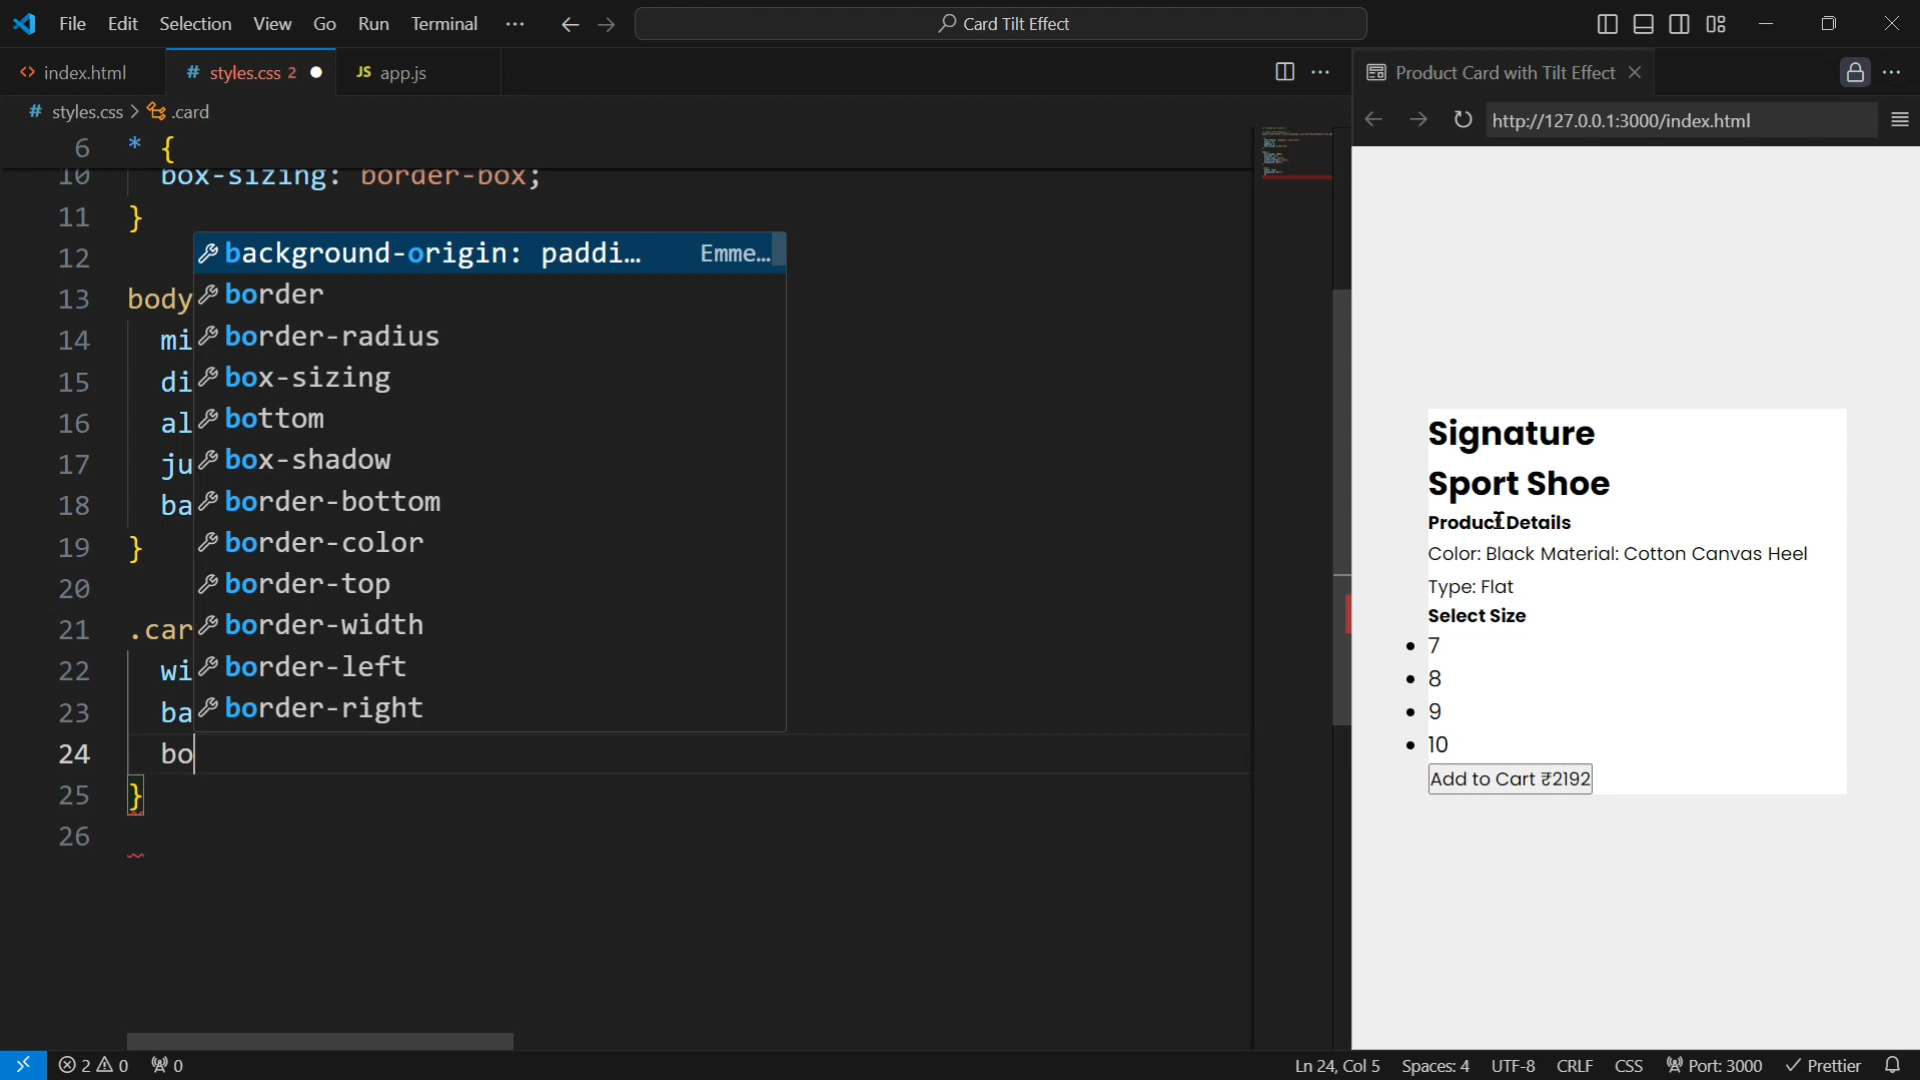 File Edit Selection View Go Run Terminal ··· Card Tilt Effect
index.html # styles.css 2 JS app.js Product Card with Tilt Effect
# styles.css > .card
http://127.0.0.1:3000/index.html
6 * {
10 box-sizing: border-box;
11 }
12
13 body
14 mi
15 di
16 al
17 ju
18 ba
19 }
20
21 .car
22 wi
23 ba
24 bo
25 }
26
background-origin: paddi... Emme...
border
border-radius
box-sizing
bottom
box-shadow
border-bottom
border-color
border-top
border-width
border-left
border-right
Signature
Sport Shoe
Product Details
Color: Black Material: Cotton Canvas Heel
Type: Flat
Select Size
• 7
• 8
• 9
• 10
Add to Cart ₹2192
2 0 0 Ln 24, Col 5 Spaces: 4 UTF-8 CRLF CSS Port: 3000 Prettier